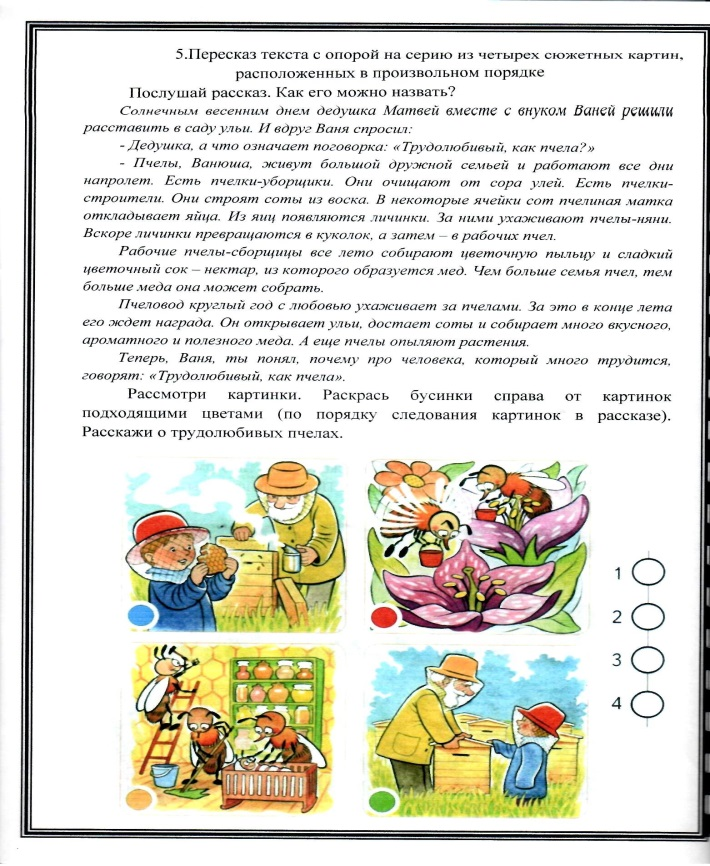 5.Пересказ текста с опорой на серию из четырех сюжетных картин,
расположенных в произвольном порядке
Послушай рассказ. Как его можно назвать?
Солнечным весенним днем дедушка Матвей вместе с внуком Ваней решили
расставить в саду ульи. И вдруг Ваня спросил:
- Дедушка, а что означает поговорка: «Трудолюбивый, как пчела?»
- Пчелы, Ванюша, живут большой дружной семьей и работают все дни
напролет. Есть пчелки-уборщики. Они очищают от сора улей. Есть пчелки-
строители. Они строят соты из воска. В некоторые ячейки сот пчелиная матка
откладывает яйца. Из яиц появляются личинки. За ними ухаживают пчелы-няни.
Вскоре личинки превращаются в куколок, а затем – в рабочих пчел.
Рабочие пчелы-сборщицы все лето собирают цветочную пыльцу и сладкий
цветочный сок – нектар, из которого образуется мед. Чем больше семья пчел, тем
больше меда она может собрать.
Пчеловод круглый год с любовью ухаживает за пчелами. За это в конце лета
его ждет награда. Он открывает ульи, достает соты и собирает много вкусного,
ароматного и полезного меда. А еще пчелы опыляют растения.
Теперь, Ваня, ты понял, почему про человека, который много трудится,
говорят: «Трудолюбивый, как пчела».
Рассмотри картинки. Раскрась бусинки справа от картинок
подходящими цветами (по порядку следования картинок в рассказе).
Расскажи о трудолюбивых пчелах.
1
2
3
4